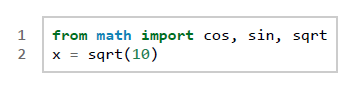 1 from math import cos, sin, sqrt
2 x = sqrt(10)